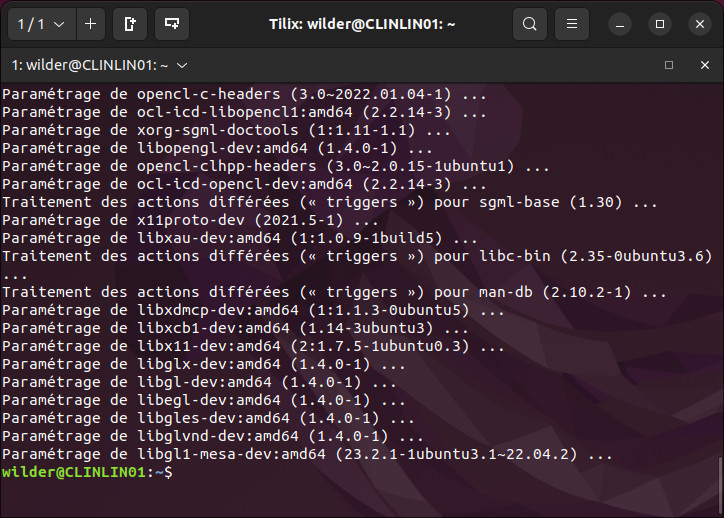 1 / 1
Tilix: wilder@CLINLIN01: ~
1: wilder@CLINLIN01: ~
Paramétrage de opencl-c-headers (3.0~2022.01.04-1) ...
Paramétrage de ocl-icd-libopencl1:amd64 (2.2.14-3) ...
Paramétrage de xorg-sgml-doctools (1:1.11-1.1) ...
Paramétrage de libopengl-dev:amd64 (1.4.0-1) ...
Paramétrage de opencl-clhpp-headers (3.0~2.0.15-1ubuntu1) ...
Paramétrage de ocl-icd-opencl-dev:amd64 (2.2.14-3) ...
Traitement des actions différées (« triggers ») pour sgml-base (1.30) ...
Paramétrage de x11proto-dev (2021.5-1) ...
Paramétrage de libxau-dev:amd64 (1:1.0.9-1build5) ...
Traitement des actions différées (« triggers ») pour libc-bin (2.35-0ubuntu3.6)
...
Traitement des actions différées (« triggers ») pour man-db (2.10.2-1) ...
Paramétrage de libxdmcp-dev:amd64 (1:1.1.3-0ubuntu5) ...
Paramétrage de libxcb1-dev:amd64 (1.14-3ubuntu3) ...
Paramétrage de libx11-dev:amd64 (2:1.7.5-1ubuntu0.3) ...
Paramétrage de libglx-dev:amd64 (1.4.0-1) ...
Paramétrage de libgl-dev:amd64 (1.4.0-1) ...
Paramétrage de libegl-dev:amd64 (1.4.0-1) ...
Paramétrage de libgles-dev:amd64 (1.4.0-1) ...
Paramétrage de libglvnd-dev:amd64 (1.4.0-1) ...
Paramétrage de libgl1-mesa-dev:amd64 (23.2.1-1ubuntu3.1~22.04.2) ...
wilder@CLINLIN01:~$